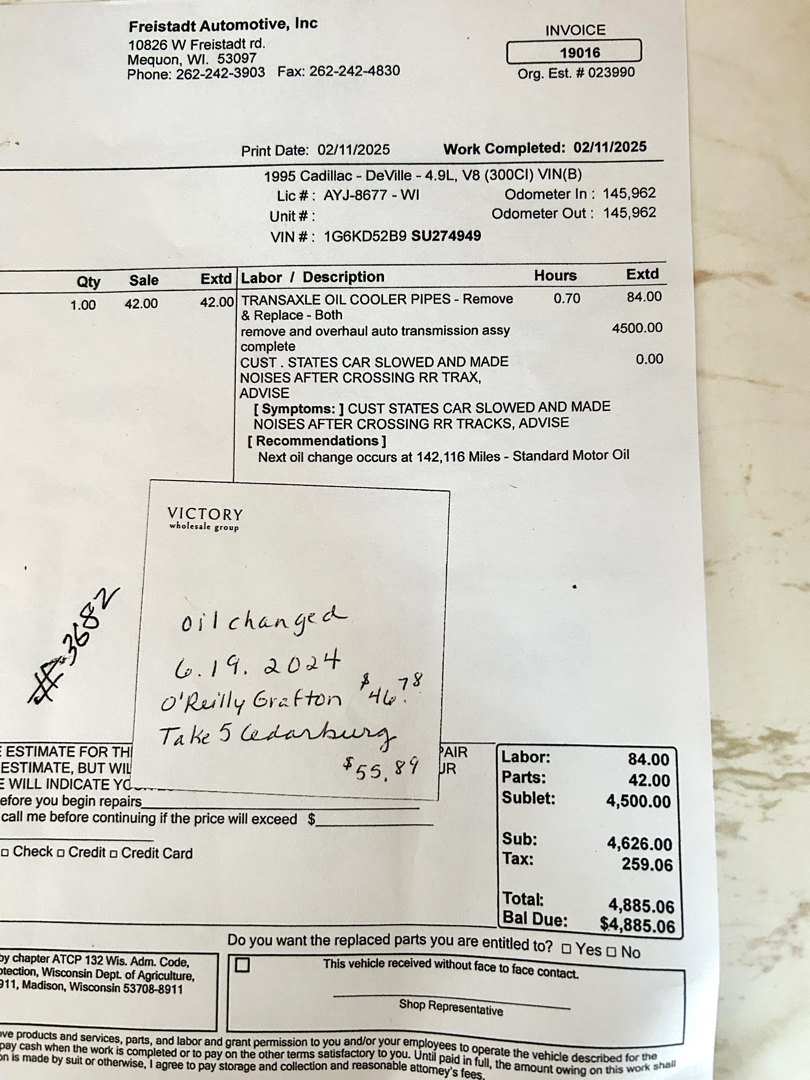 Freistadt Automotive, Inc
10826 W Freistadt rd.
Mequon, WI. 53097
Phone: 262-242-3903 Fax: 262-242-4830
INVOICE
19016
Org. Est. # 023990
Print Date: 02/11/2025 Work Completed: 02/11/2025
1995 Cadillac - DeVille - 4.9L, V8 (300CI) VIN(B)
Lic # : AYJ-8677 - WI Odometer In : 145,962
Unit # : Odometer Out : 145,962
VIN # : 1G6KD52B9 SU274949
Qty Sale Extd Labor / Description Hours Extd
1.00 42.00 42.00 TRANSAXLE OIL COOLER PIPES - Remove 0.70 84.00
& Replace - Both
remove and overhaul auto transmission assy 4500.00
complete
CUST . STATES CAR SLOWED AND MADE 0.00
NOISES AFTER CROSSING RR TRAX,
ADVISE
[ Symptoms: ] CUST STATES CAR SLOWED AND MADE
NOISES AFTER CROSSING RR TRACKS, ADVISE
[ Recommendations ]
Next oil change occurs at 142,116 Miles - Standard Motor Oil
VICTORY
wholesale group
oil changed
6.19.2024
O'Reilly Grafton $46.78
Take 5 Cedarburg
$55,89
#3682
ESTIMATE FOR TH PAIR
ESTIMATE, BUT WIL UR
E WILL INDICATE YO
efore you begin repairs
call me before continuing if the price will exceed $
□ Check □ Credit □ Credit Card
Labor: 84.00
Parts: 42.00
Sublet: 4,500.00
Sub: 4,626.00
Tax: 259.06
Total: 4,885.06
Bal Due: $4,885.06
Do you want the replaced parts you are entitled to? □ Yes □ No
by chapter ATCP 132 Wis. Adm. Code,
otection, Wisconsin Dept. of Agriculture,
911, Madison, Wisconsin 53708-8911
□ This vehicle received without face to face contact.
Shop Representative
ove products and services, parts, and labor and grant permission to you and/or your employees to operate the vehicle described for the
pay cash when the work is completed or to pay on the other terms satisfactory to you. Until paid in full, the amount owing on this work shall
on is made by suit or otherwise, I agree to pay storage and collection and reasonable attorney's fees.